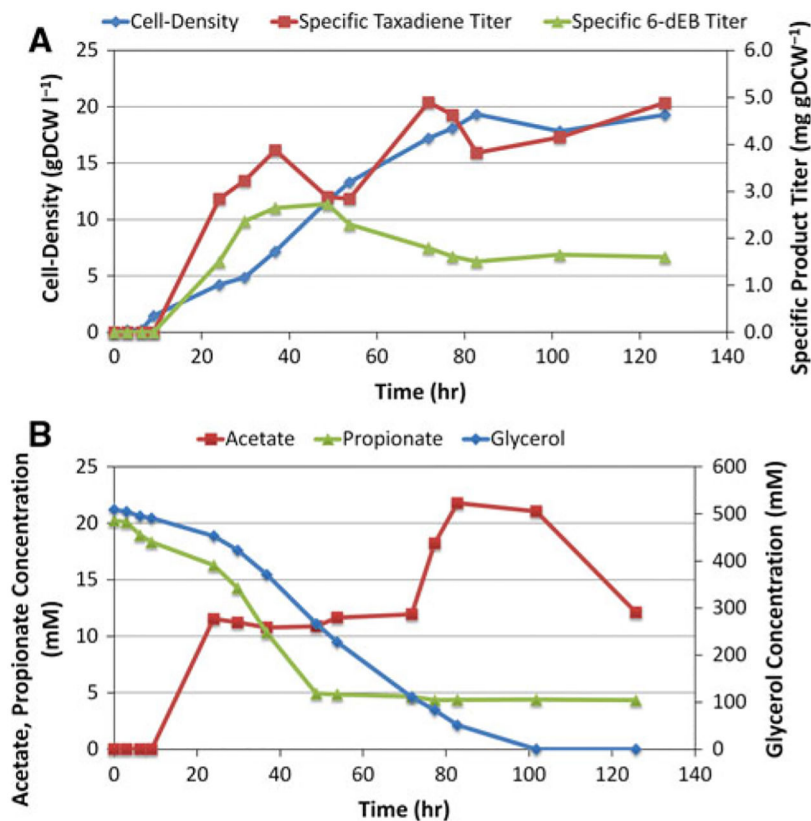 A
Cell-Density Specific Taxadiene Titer Specific 6-dEB Titer
25 6.0
20 5.0
15 4.0
10 3.0
5 2.0
0 1.0
0.0
0 20 40 60 80 100 120 140
Cell-Density (gDCW l⁻¹)
Specific Product Titer (mg gDCW⁻¹)
Time (hr)
B
Acetate Propionate Glycerol
25 600
20 500
15 400
10 300
5 200
0 100
0
0 20 40 60 80 100 120 140
Acetate, Propionate Concentration
(mM)
Glycerol Concentration (mM)
Time (hr)